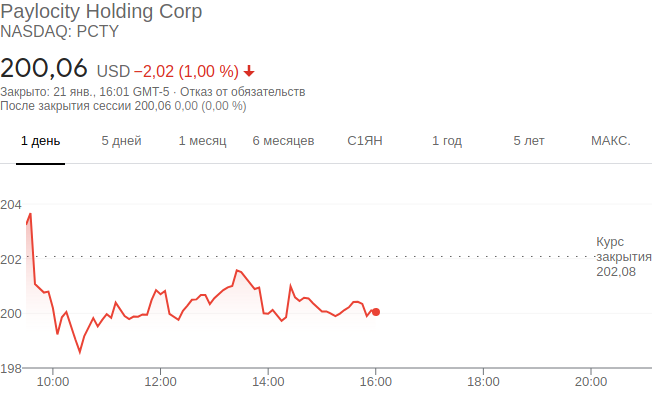 Paylocity Holding Corp
NASDAQ: PCTY
200,06 USD −2,02 (1,00 %)
Закрыто: 21 янв., 16:01 GMT-5 · Отказ от обязательств
После закрытия сессии 200,06 0,00 (0,00 %)
1 день 5 дней 1 месяц 6 месяцев С1ЯН 1 год 5 лет МАКС.
204
Курс
202 закрытия
202,08
200
198
10:00 12:00 14:00 16:00 18:00 20:00